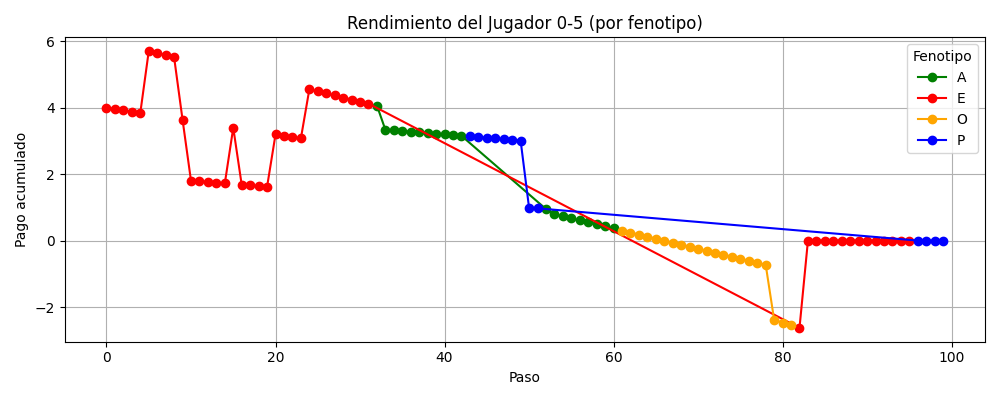 Rendimiento del Jugador 0-5 (por fenotipo)
Pago acumulado
6
4
2
0
−2
Fenotipo
A
E
O
P
0 20 40 60 80 100
Paso